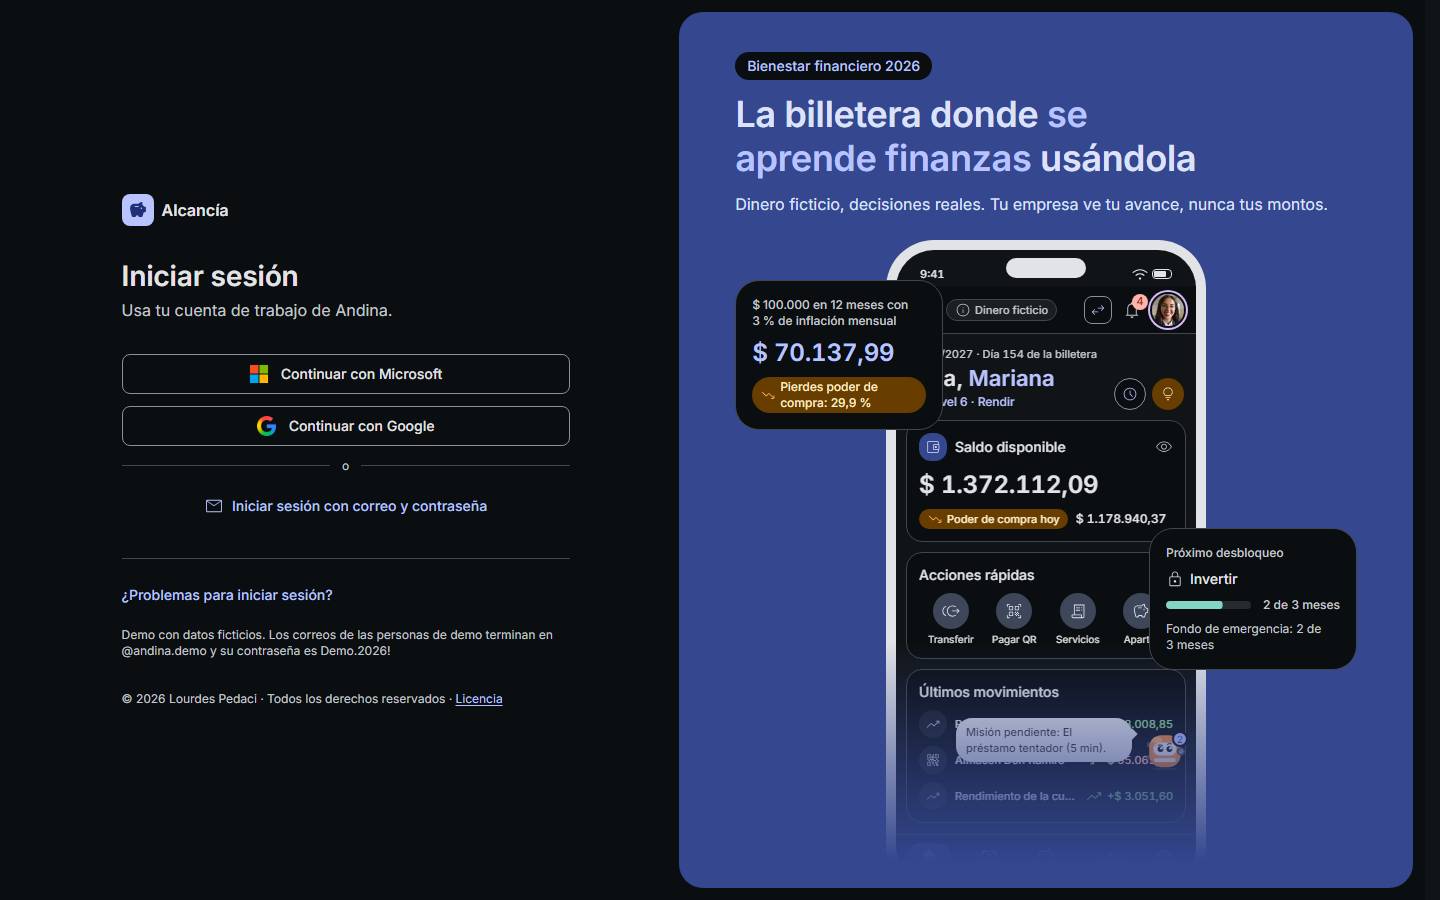 Alcancía
Iniciar sesión
Usa tu cuenta de trabajo de Andina.
Continuar con Microsoft
Continuar con Google
o
Iniciar sesión con correo y contraseña
¿Problemas para iniciar sesión?
Demo con datos ficticios. Los correos de las personas de demo terminan en
@andina.demo y su contraseña es Demo.2026!
© 2026 Lourdes Pedaci · Todos los derechos reservados · Licencia
Bienestar financiero 2026
La billetera donde se
aprende finanzas usándola
Dinero ficticio, decisiones reales. Tu empresa ve tu avance, nunca tus montos.
9:41
$ 100.000 en 12 meses con
3 % de inflación mensual
$ 70.137,99
Pierdes poder de
compra: 29,9 %
Dinero ficticio
4
/2027 · Día 154 de la billetera
a, Mariana
vel 6 · Rendir
Saldo disponible
$ 1.372.112,09
Poder de compra hoy
$ 1.178.940,37
Próximo desbloqueo
Invertir
2 de 3 meses
Fondo de emergencia: 2 de
3 meses
Acciones rápidas
Transferir
Pagar QR
Servicios
Apart
Últimos movimientos
.008,85
Misión pendiente: El
préstamo tentador (5 min).
2
Rendimiento de la cu...
+$ 3.051,60